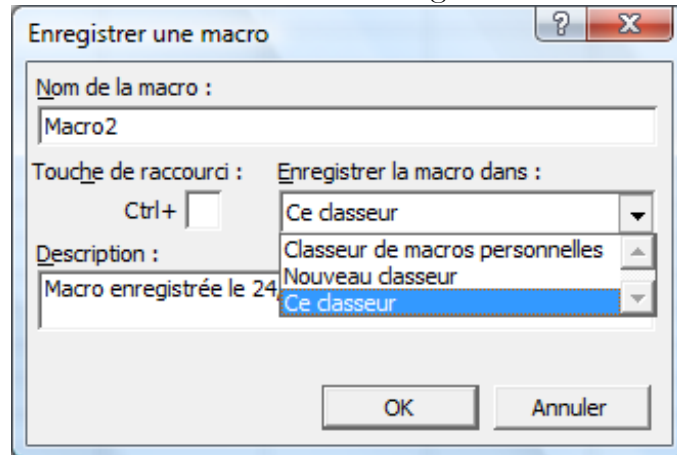 Enregistrer une macro
Nom de la macro :
Macro2
Touche de raccourci :
Enregistrer la macro dans :
Ctrl+
Ce classeur
Description :
Classeur de macros personnelles
Nouveau classeur
Ce classeur
Macro enregistrée le 24
OK
Annuler